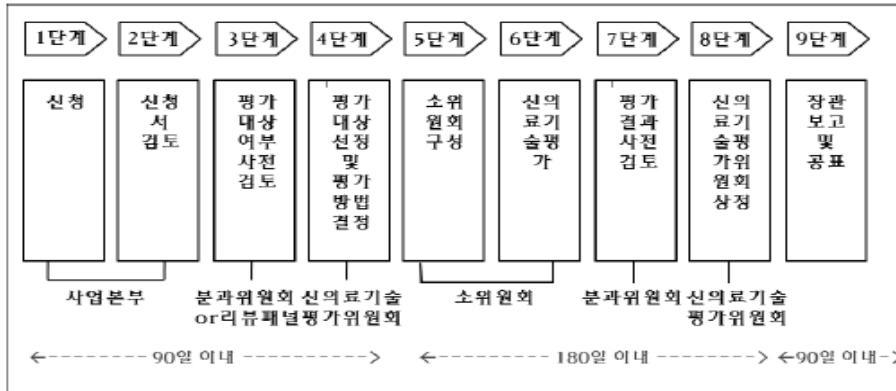 1단계 2단계 3단계 4단계 5단계 6단계 7단계 8단계 9단계
신청
신청
서
검토
평가
대상
여부
사전
검토
평가
대상
선정
및
평가
방법
결정
소위
원회
구성
신의
료기
술평
가
평가
결과
사전
검토
신의
료기
술평
가위
원회
상정
장관
보고
및
공표
사업본부
분과위원회
or리뷰패널
신의료기술
평가위원회
소위원회
분과위원회
신의료기술
평가위원회
90일 이내
180일 이내
90일 이내